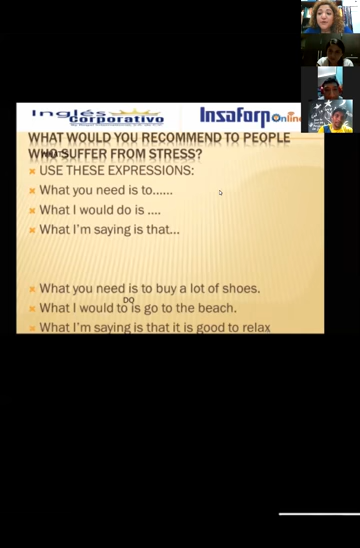 Inglés
corporativo
Insaforp Online
WHAT WOULD YOU RECOMMEND TO PEOPLE
WHO SUFFER FROM STRESS?
USE THESE EXPRESSIONS:
What you need is to......
What I would do is ....
What I'm saying is that...
What you need is to buy a lot of shoes.
DO
What I would to is go to the beach.
What I'm saying is that it is good to relax